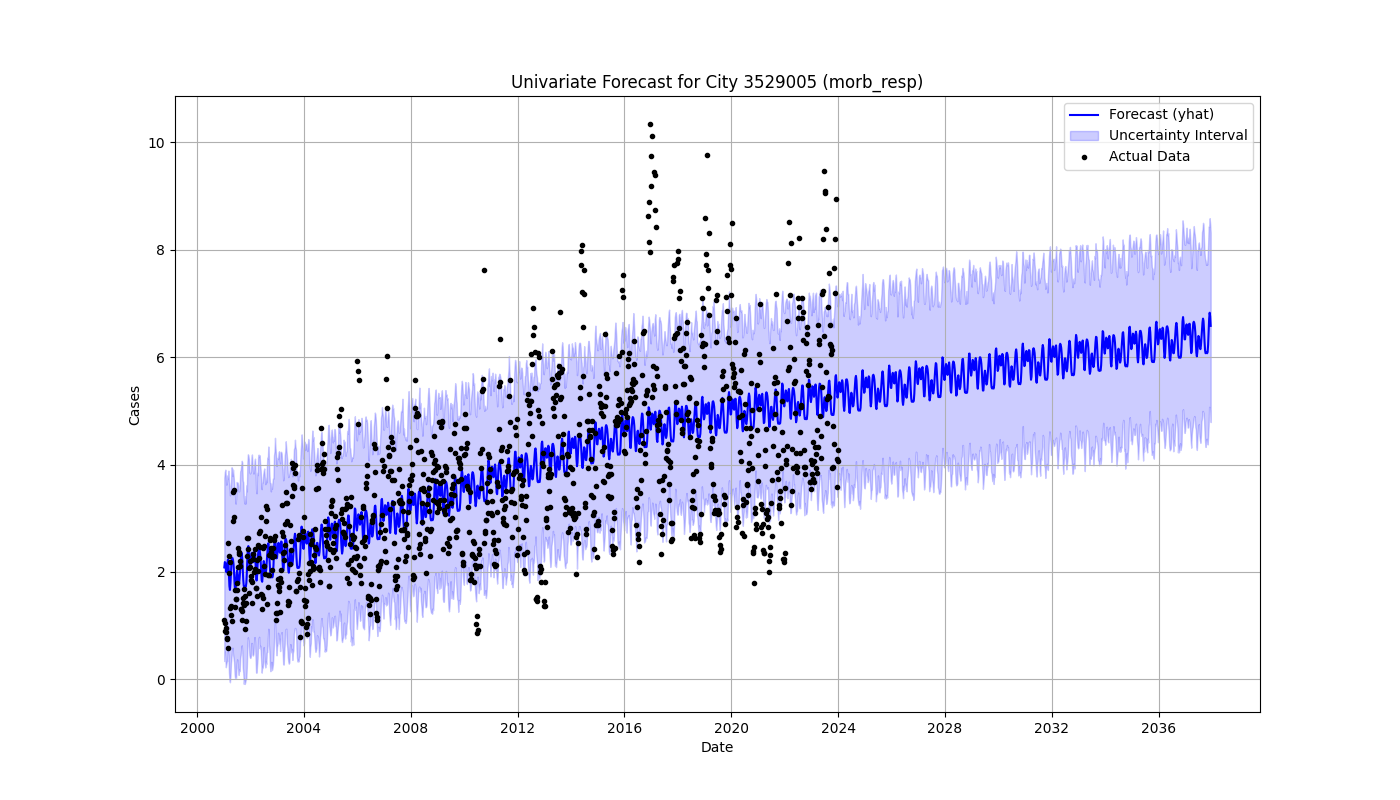 Univariate Forecast for City 3529005 (morb_resp)
Forecast (yhat)
Uncertainty Interval
Actual Data
Cases
10
8
6
4
2
0
2000 2004 2008 2012 2016 2020 2024 2028 2032 2036
Date